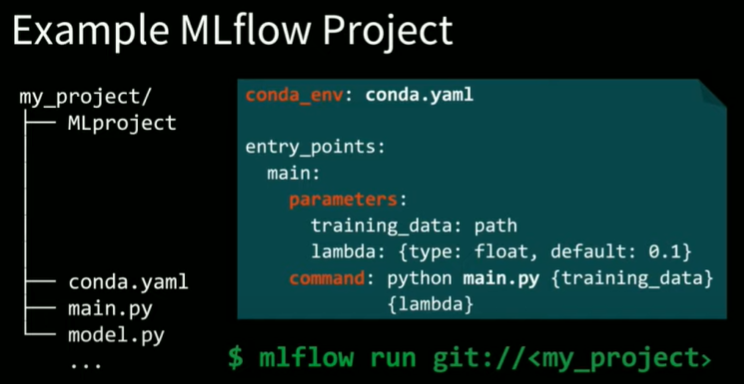 Example MLflow Project
my_project/
MLproject
conda.yaml
main.py
model.py
...
conda_env: conda.yaml
entry_points:
main:
parameters:
training_data: path
lambda: {type: float, default: 0.1}
command: python main.py {training_data}
{lambda}
$ mlflow run git://<my_project>